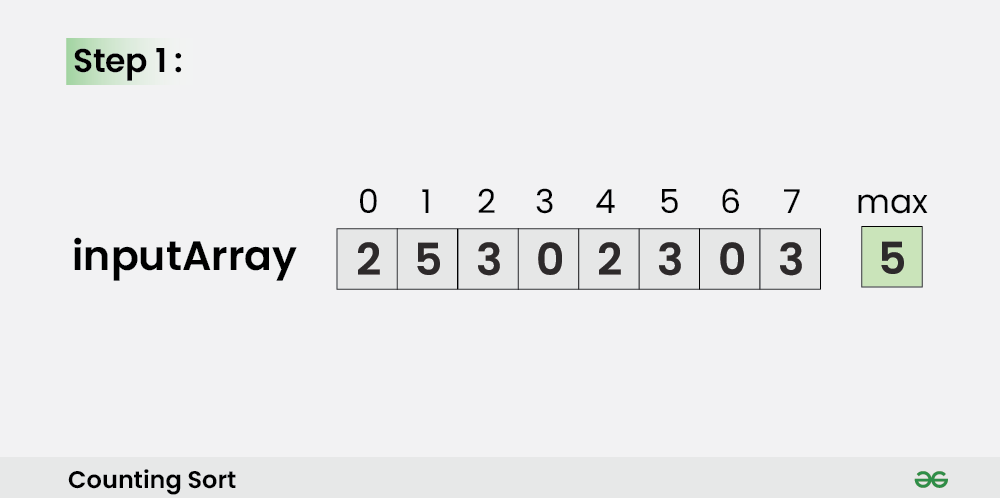 Step 1 :
0 1 2 3 4 5 6 7 max
inputArray 2 5 3 0 2 3 0 3 5
Counting Sort